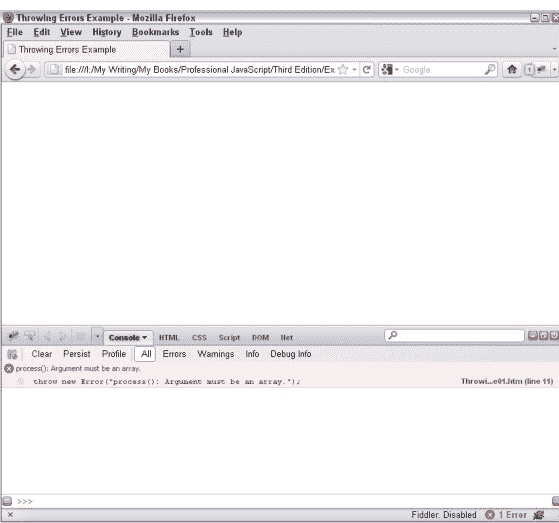 Throwing Errors Example - Mozilla Firefox
File Edit View History Bookmarks Tools Help
Throwing Errors Example +
file:///I:/My Writing/My Books/Professional JavaScript/Third Edition/Ex Google
Console HTML CSS Script DOM Net
Clear Persist Profile All Errors Warnings Info Debug Info
process(): Argument must be an array.
throw new Error("process(): Argument must be an array."); Throwi...e01.htm (line 11)
>>>
× Fiddler: Disabled 1 Error